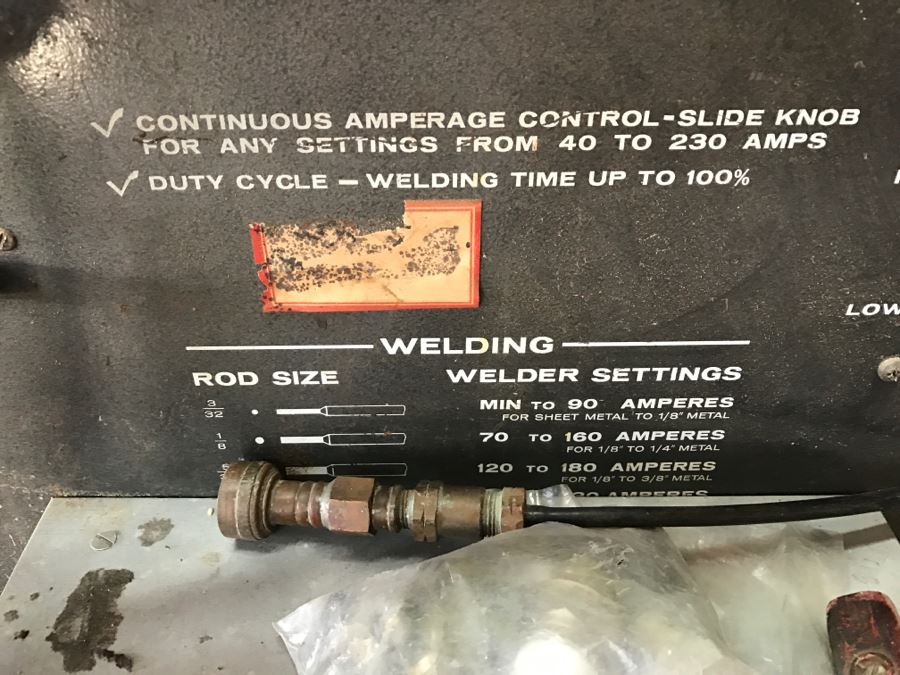 ✓ CONTINUOUS AMPERAGE CONTROL-SLIDE KNOB
FOR ANY SETTINGS FROM 40 TO 230 AMPS
✓ DUTY CYCLE — WELDING TIME UP TO 100%
LOW
WELDING
ROD SIZE WELDER SETTINGS
3/32 MIN TO 90 AMPERES
FOR SHEET METAL TO 1/8" METAL
1/8 70 TO 160 AMPERES
FOR 1/8" TO 1/4" METAL
120 TO 180 AMPERES
FOR 1/8" TO 3/8" METAL
AMPERES